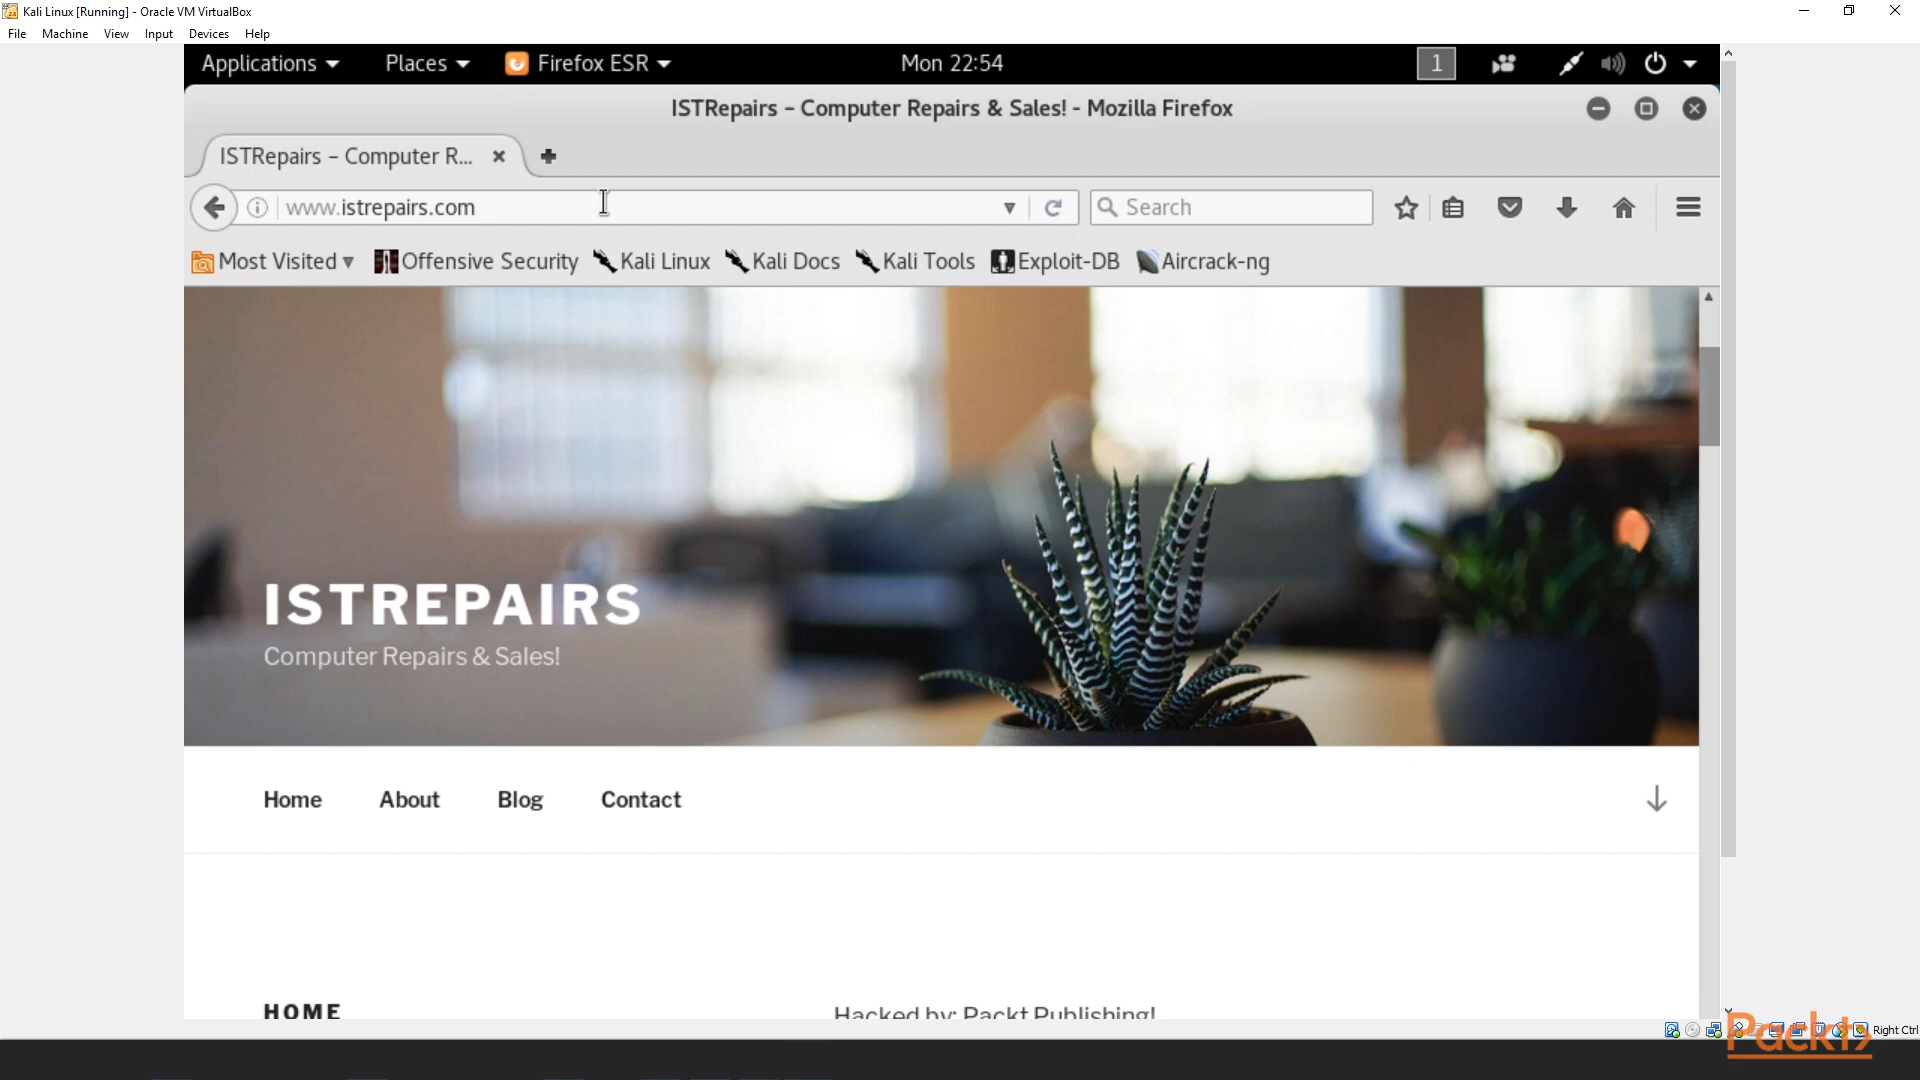 Kali Linux [Running] - Oracle VM VirtualBox
File Machine View Input Devices Help
Applications Places Firefox ESR Mon 22:54 1
ISTRepairs – Computer Repairs & Sales! - Mozilla Firefox
ISTRepairs – Computer R...
www.istrepairs.com Search
Most Visited Offensive Security Kali Linux Kali Docs Kali Tools Exploit-DB Aircrack-ng
ISTREPAIRS
Computer Repairs & Sales!
Home About Blog Contact
HOME Hacked by: Packt Publishing!
Right Ctrl
Packt